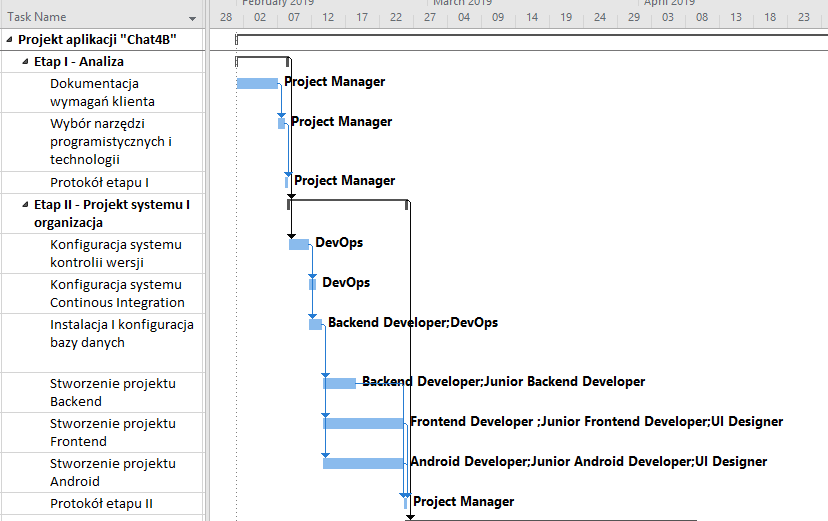 February 2019 March 2019 April 2019
Task Name 28 02 07 12 17 22 27 04 09 14 19 24 29 03 08 13 18 23
Projekt aplikacji "Chat4B"
Etap I - Analiza
Dokumentacja
wymagań klienta
Project Manager
Wybór narzędzi
programistycznych i
technologii
Project Manager
Protokół etapu I
Project Manager
Etap II - Projekt systemu I
organizacja
Konfiguracja systemu
kontrolii wersji
DevOps
Konfiguracja systemu
Continous Integration
DevOps
Instalacja I konfiguracja
bazy danych
Backend Developer;DevOps
Stworzenie projektu
Backend
Backend Developer;Junior Backend Developer
Stworzenie projektu
Frontend
Frontend Developer ;Junior Frontend Developer;UI Designer
Stworzenie projektu
Android
Android Developer;Junior Android Developer;UI Designer
Protokół etapu II
Project Manager